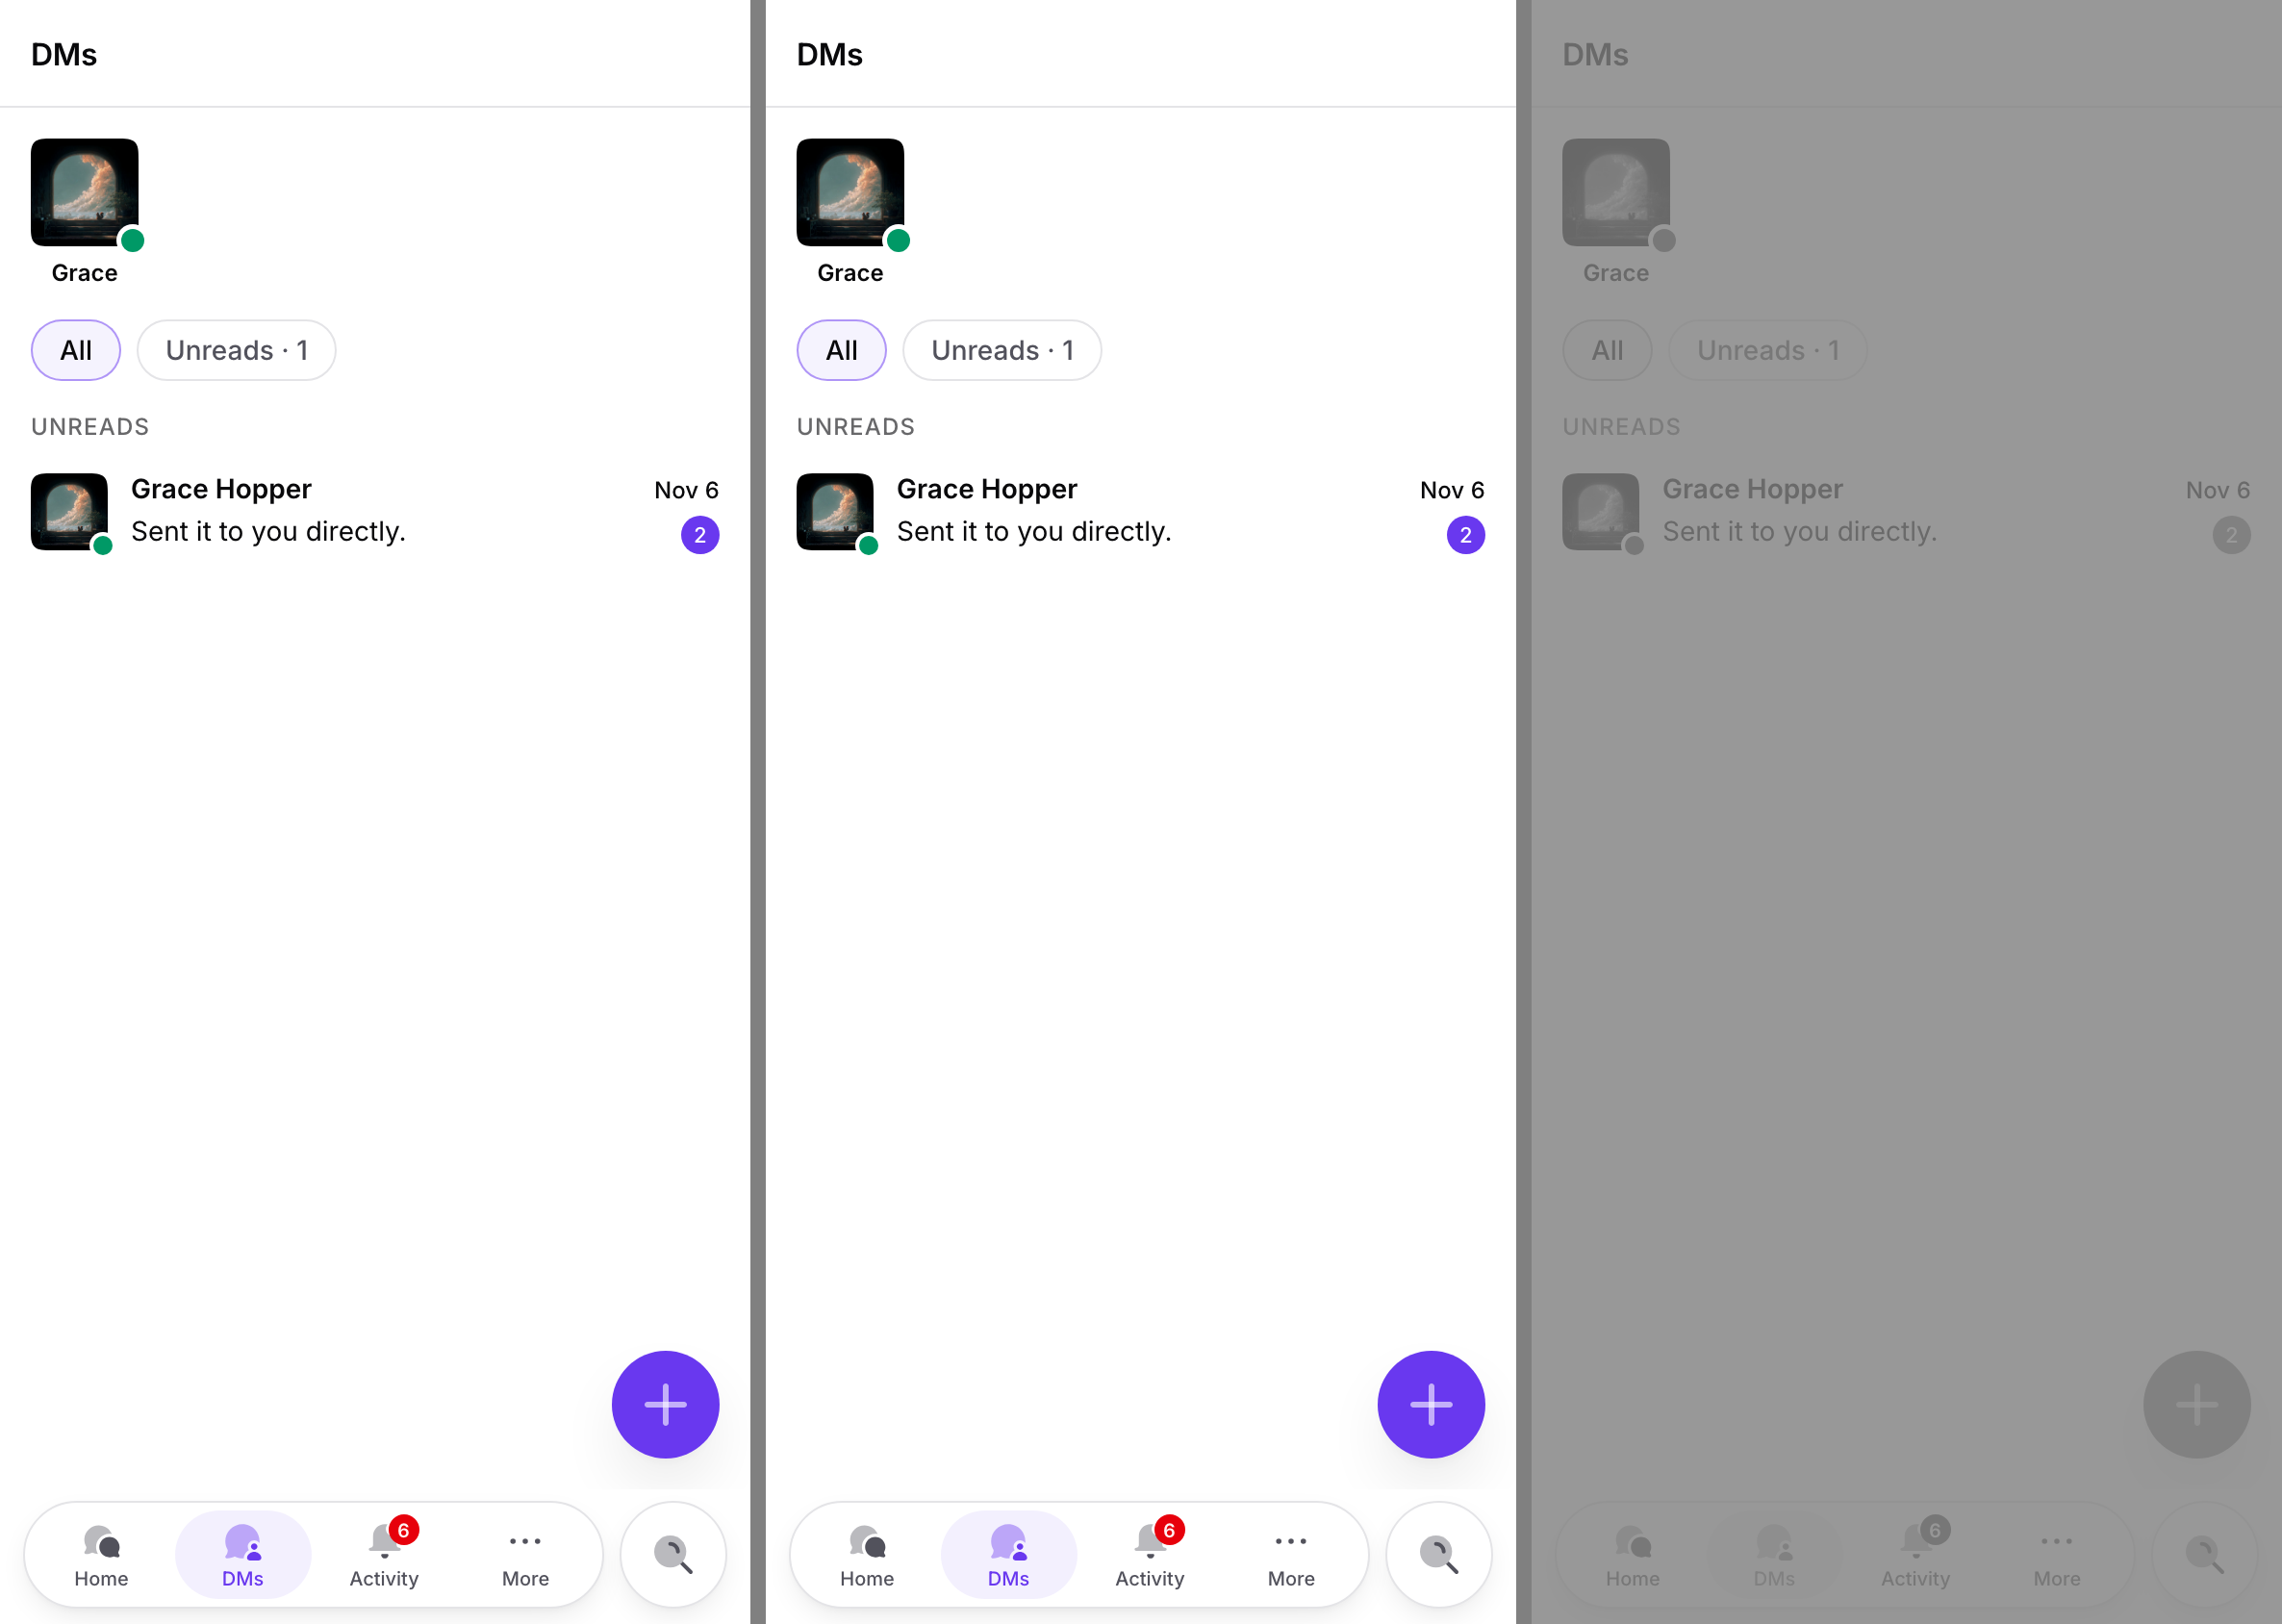 DMs
Grace
All
Unreads · 1
UNREADS
Grace Hopper
Nov 6
Sent it to you directly.
2
6
Home
DMs
Activity
More
DMs
Grace
All
Unreads · 1
UNREADS
Grace Hopper
Nov 6
Sent it to you directly.
2
6
Home
DMs
Activity
More
DMs
Grace
All
Unreads · 1
UNREADS
Grace Hopper
Nov 6
Sent it to you directly.
2
6
Home
DMs
Activity
More